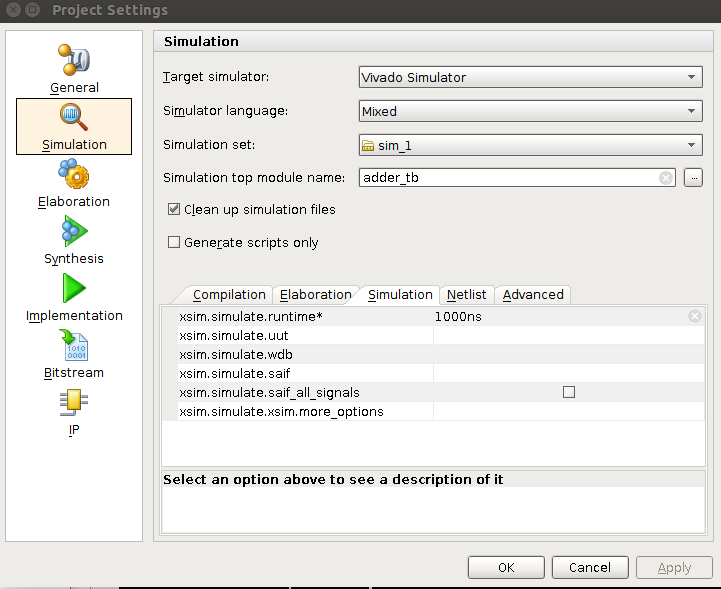 Project Settings
General
Simulation
Elaboration
Synthesis
Implementation
Bitstream
IP
Simulation
Target simulator: Vivado Simulator
Simulator language: Mixed
Simulation set: sim_1
Simulation top module name: adder_tb ...
Clean up simulation files
Generate scripts only
Compilation Elaboration Simulation Netlist Advanced
xsim.simulate.runtime* 1000ns
xsim.simulate.uut
xsim.simulate.wdb
xsim.simulate.saif
xsim.simulate.saif_all_signals
xsim.simulate.xsim.more_options
Select an option above to see a description of it
OK Cancel Apply